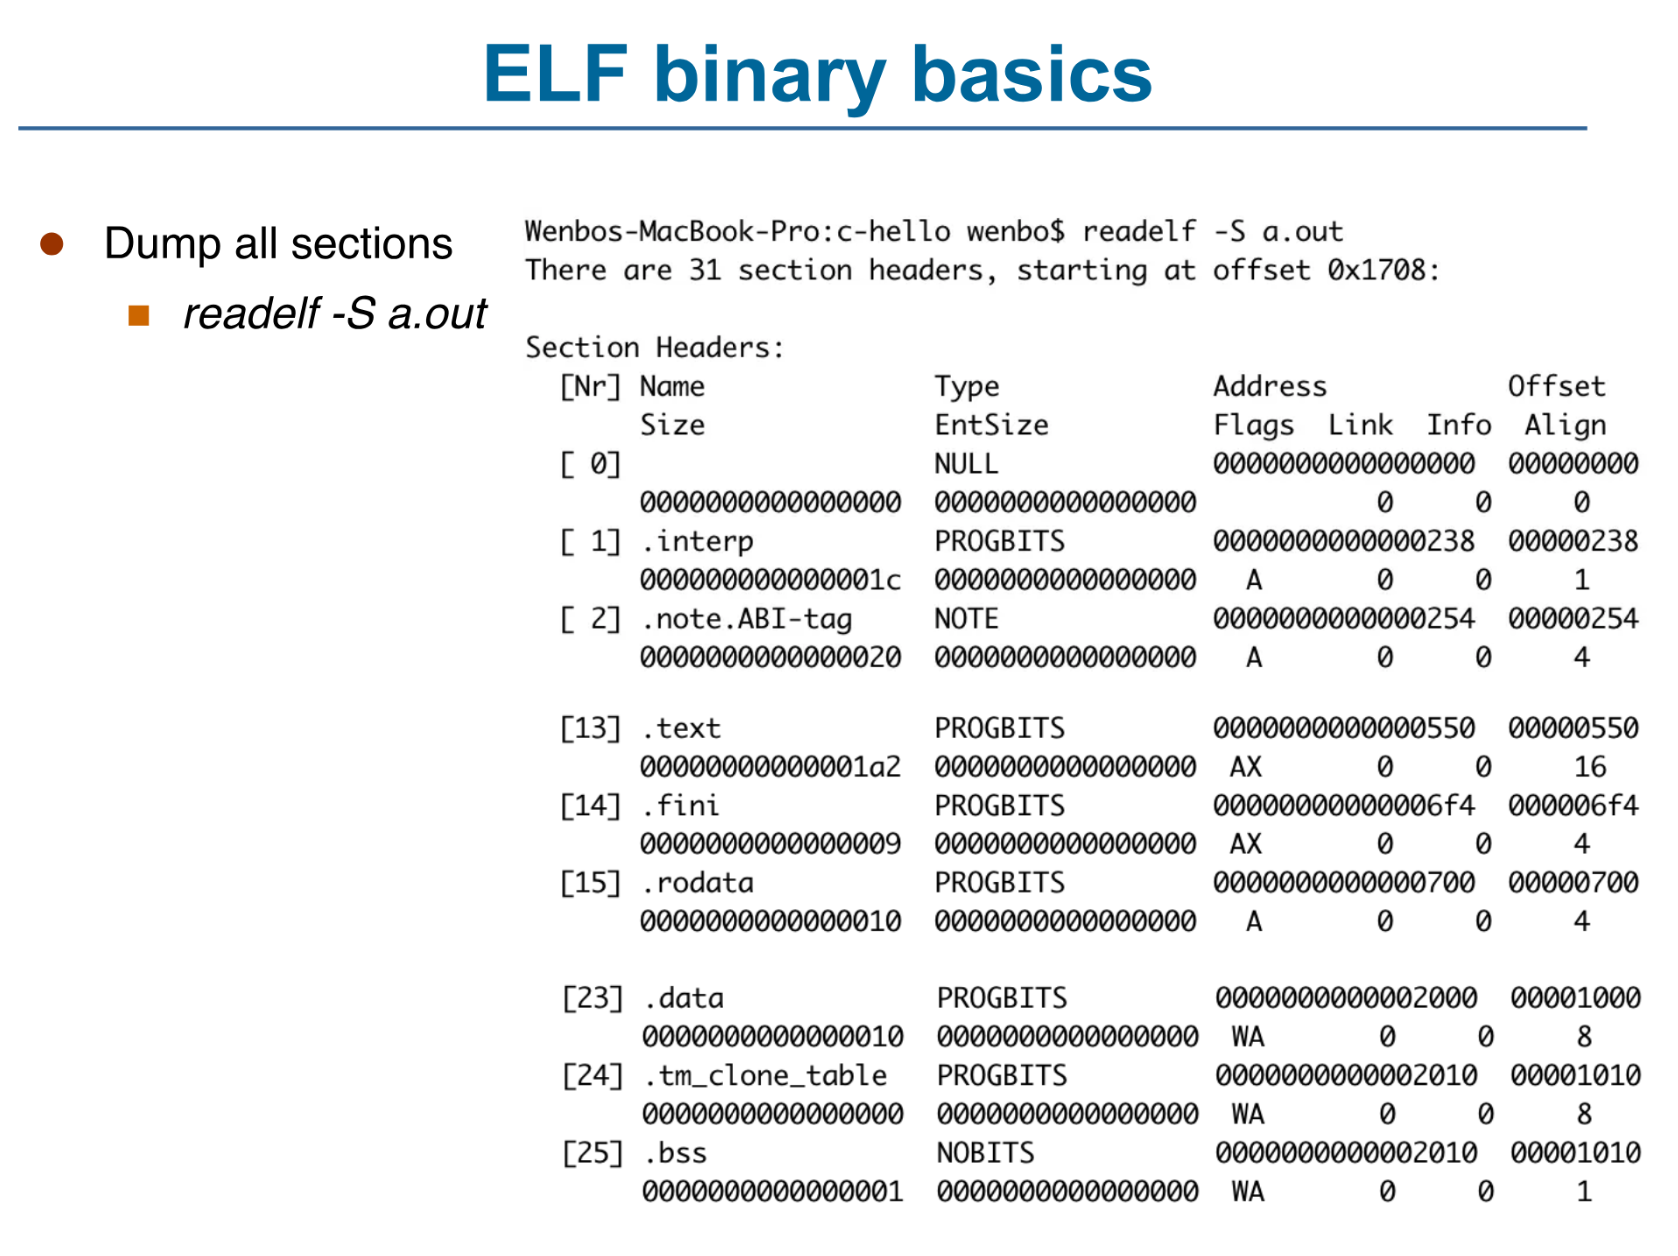 ELF binary basics
Dump all sections
readelf -S a.out
Wenbos-MacBook-Pro:c-hello wenbo$ readelf -S a.out
There are 31 section headers, starting at offset 0x1708:
Section Headers:
[Nr] Name Type Address Offset
Size EntSize Flags Link Info Align
[ 0] NULL 0000000000000000 00000000
0000000000000000 0000000000000000 0 0 0
[ 1] .interp PROGBITS 0000000000000238 00000238
000000000000001c 0000000000000000 A 0 0 1
[ 2] .note.ABI-tag NOTE 0000000000000254 00000254
0000000000000020 0000000000000000 A 0 0 4
[13] .text PROGBITS 0000000000000550 00000550
00000000000001a2 0000000000000000 AX 0 0 16
[14] .fini PROGBITS 00000000000006f4 000006f4
0000000000000009 0000000000000000 AX 0 0 4
[15] .rodata PROGBITS 0000000000000700 00000700
0000000000000010 0000000000000000 A 0 0 4
[23] .data PROGBITS 0000000000002000 00001000
0000000000000010 0000000000000000 WA 0 0 8
[24] .tm_clone_table PROGBITS 0000000000002010 00001010
0000000000000000 0000000000000000 WA 0 0 8
[25] .bss NOBITS 0000000000002010 00001010
0000000000000001 0000000000000000 WA 0 0 1